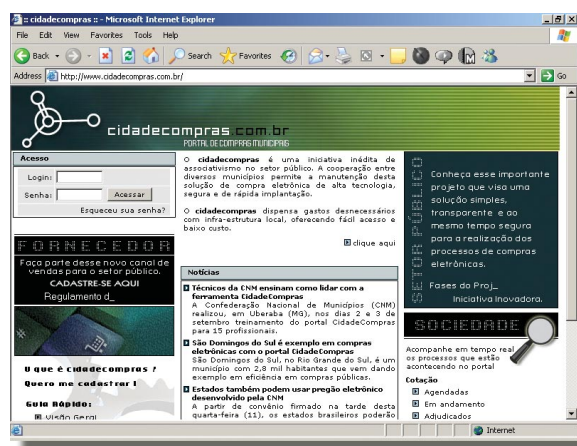 :: cidadecompras :: - Microsoft Internet Explorer
File Edit View Favorites Tools Help
Back Search Favorites
Address http://www.cidadecompras.com.br/ Go
cidadecompras.com.br
PORTAL DE COMPRAS MUNICIPAIS
Acesso
Login:
Senha: Acessar
Esqueceu sua senha?
FORNECEDOR
Faça parte desse novo canal de
vendas para o setor público.
CADASTRE-SE AQUI
Regulamento d_
O que é cidadecompras ?
Quero me cadastrar !
Guia Rápido:
Visão Geral
O cidadecompras é uma iniciativa inédita de
associativismo no setor público. A cooperação entre
diversos municípios permite a manutenção desta
solução de compra eletrônica de alta tecnologia,
segura e de rápida implantação.
O cidadecompras dispensa gastos desnecessários
com infra-estrutura local, oferecendo fácil acesso e
baixo custo.
clique aqui
Notícias
Técnicos da CNM ensinam como lidar com a
ferramenta CidadeCompras
A Confederação Nacional de Municípios (CNM)
realizou, em Uberaba (MG), nos dias 2 e 3 de
setembro treinamento do portal CidadeCompras
para 15 profissionais.
São Domingos do Sul é exemplo em compras
eletrônicas com o portal CidadeCompras
São Domingos do Sul, no Rio Grande do Sul, é um
município com 2,8 mil habitantes que vem dando
exemplo em eficiência em compras públicas.
Estados também podem usar pregão eletrônico
desenvolvido pela CNM
A partir de convênio firmado na tarde desta
quarta-feira (11), os estados brasileiros poderão
Conheça esse importante
projeto que visa uma
solução simples,
transparente e ao
mesmo tempo segura
para a realização dos
processos de compras
eletrônicas.
Fases do Proj_
Iniciativa Inovadora.
SOCIEDADE
Acompanhe em tempo real
os processos que estão
acontecendo no portal
Cotação
Agendadas
Em andamento
Adjudicados
Internet